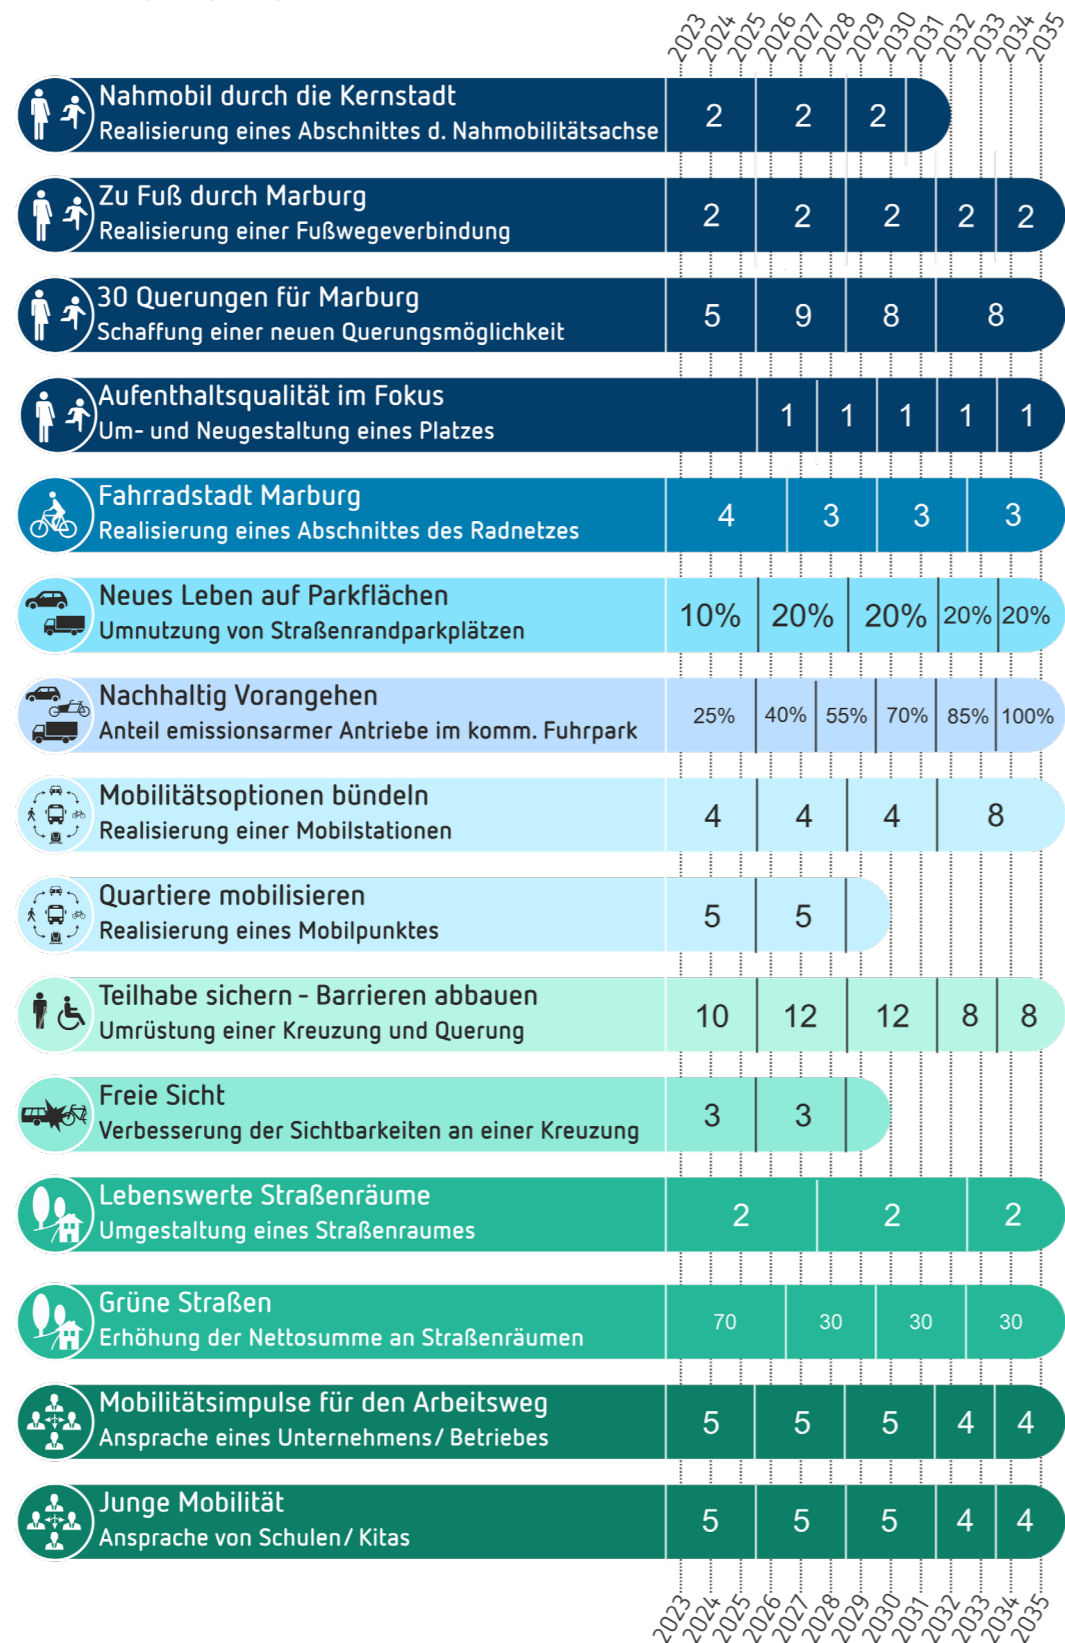 2023 2024 2025 2026 2027 2028 2029 2030 2031 2032 2033 2034 2035
Nahmobil durch die Kernstadt
Realisierung eines Abschnittes d. Nahmobilitätsachse
2 2 2
Zu Fuß durch Marburg
Realisierung einer Fußwegeverbindung
2 2 2 2 2
30 Querungen für Marburg
Schaffung einer neuen Querungsmöglichkeit
5 9 8 8
Aufenthaltsqualität im Fokus
Um- und Neugestaltung eines Platzes
1 1 1 1 1
Fahrradstadt Marburg
Realisierung eines Abschnittes des Radnetzes
4 3 3 3
Neues Leben auf Parkflächen
Umnutzung von Straßenrandparkplätzen
10% 20% 20% 20% 20%
Nachhaltig Vorangehen
Anteil emissionsarmer Antriebe im komm. Fuhrpark
25% 40% 55% 70% 85% 100%
Mobilitätsoptionen bündeln
Realisierung einer Mobilstationen
4 4 4 8
Quartiere mobilisieren
Realisierung eines Mobilpunktes
5 5
Teilhabe sichern - Barrieren abbauen
Umrüstung einer Kreuzung und Querung
10 12 12 8 8
Freie Sicht
Verbesserung der Sichtbarkeiten an einer Kreuzung
3 3
Lebenswerte Straßenräume
Umgestaltung eines Straßenraumes
2 2 2
Grüne Straßen
Erhöhung der Nettosumme an Straßenräumen
70 30 30 30
Mobilitätsimpulse für den Arbeitsweg
Ansprache eines Unternehmens/ Betriebes
5 5 5 4 4
Junge Mobilität
Ansprache von Schulen/ Kitas
5 5 5 4 4
2023 2024 2025 2026 2027 2028 2029 2030 2031 2032 2033 2034 2035